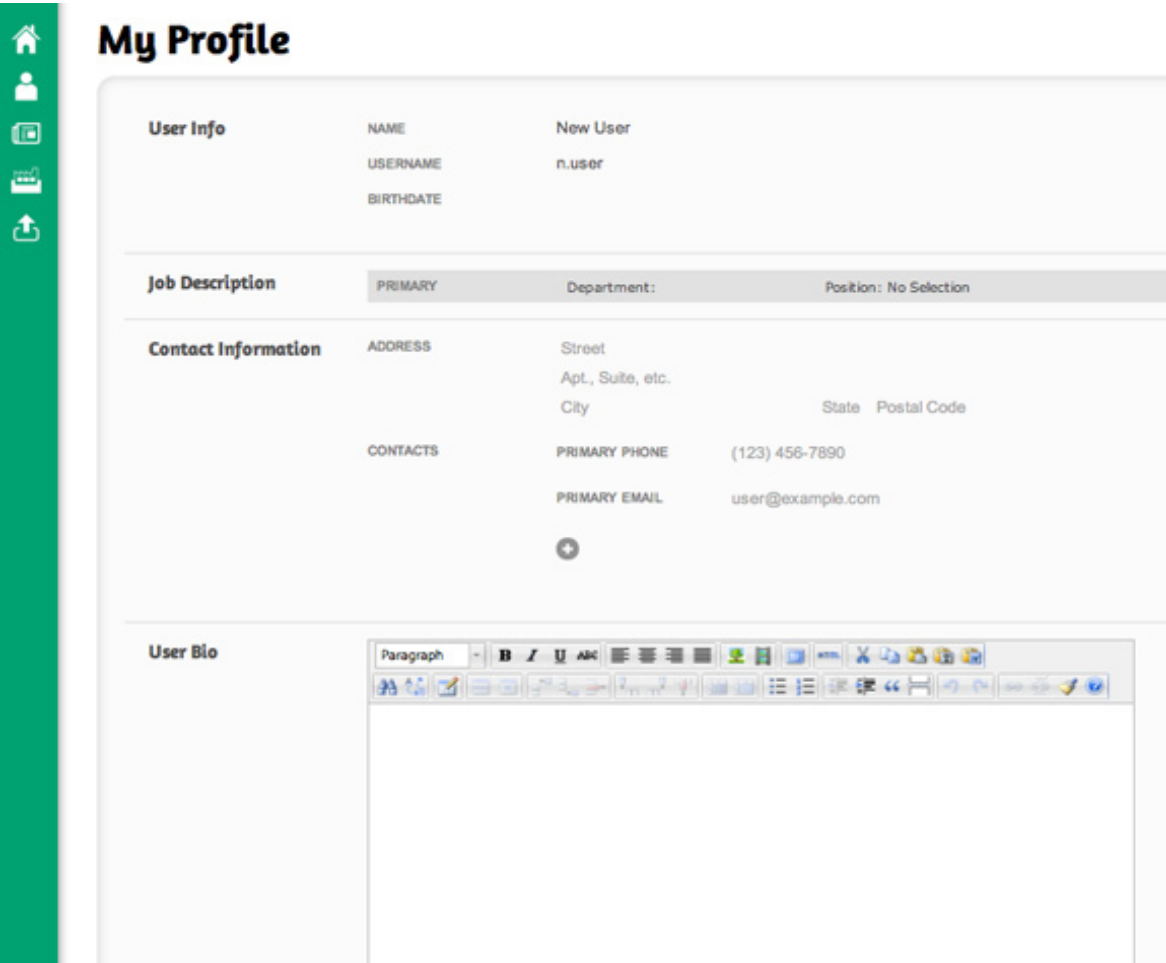 My Profile
User Info
NAME New User
USERNAME n.user
BIRTHDATE
Job Description PRIMARY Department: Position: No Selection
Contact Information ADDRESS Street
Apt., Suite, etc.
City State Postal Code
CONTACTS PRIMARY PHONE (123) 456-7890
PRIMARY EMAIL user@example.com
User Bio
Paragraph B I U ABC HTML